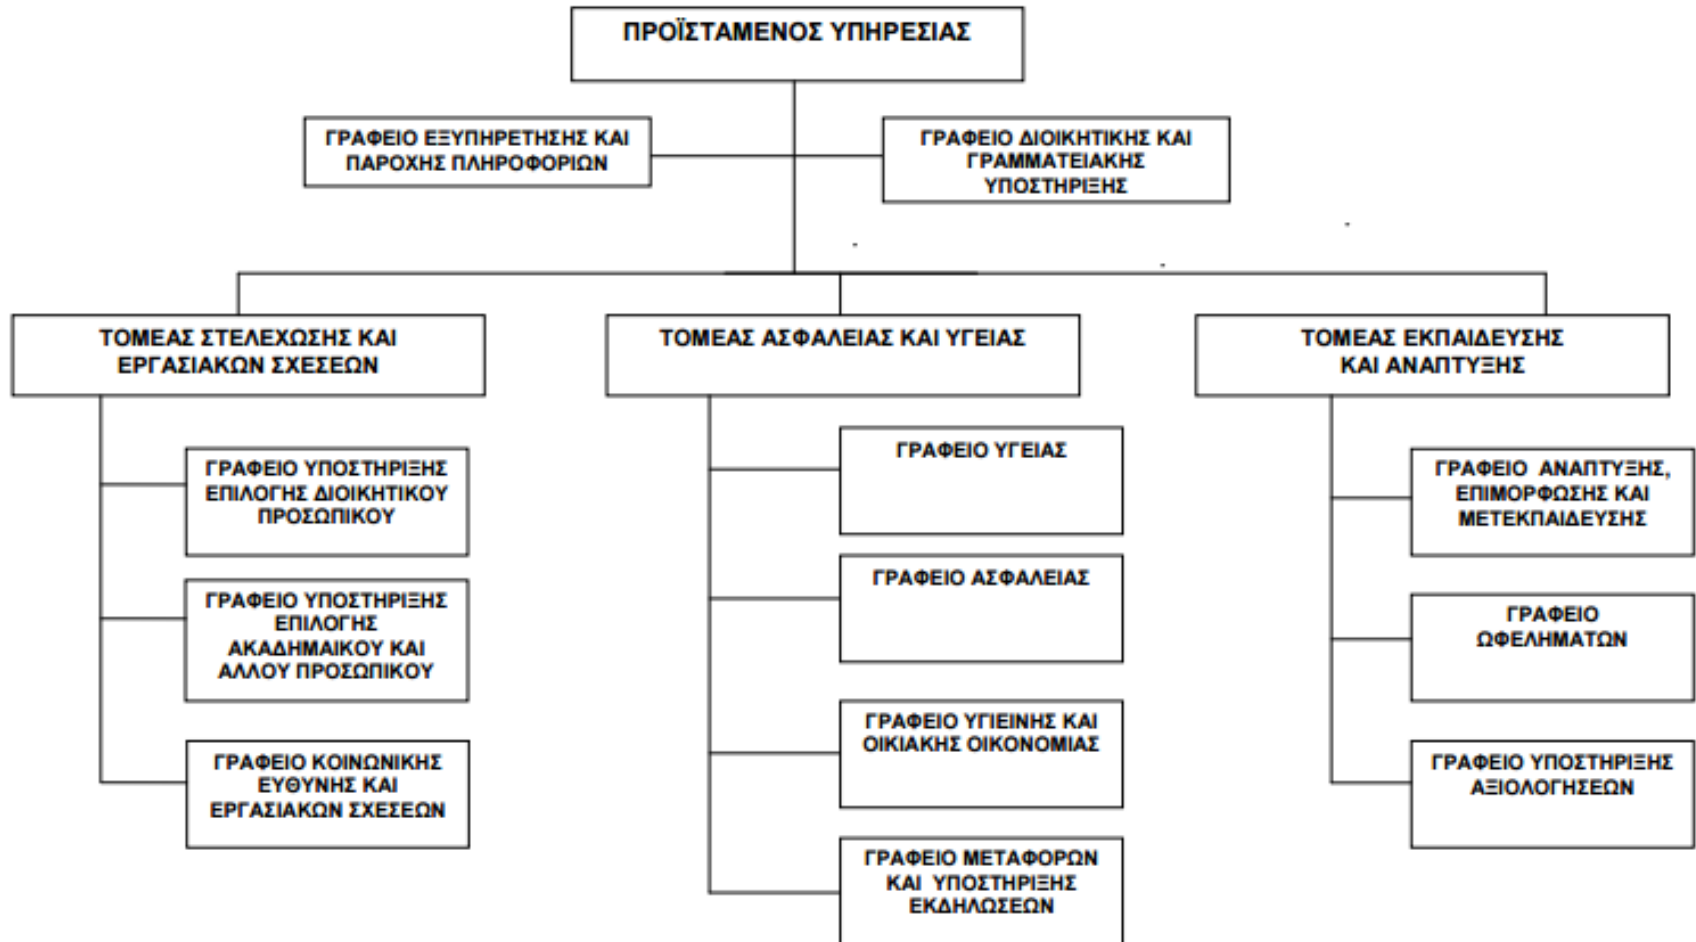 ΠΡΟΪΣΤΑΜΕΝΟΣ ΥΠΗΡΕΣΙΑΣ
ΓΡΑΦΕΙΟ ΕΞΥΠΗΡΕΤΗΣΗΣ ΚΑΙ
ΠΑΡΟΧΗΣ ΠΛΗΡΟΦΟΡΙΩΝ
ΓΡΑΦΕΙΟ ΔΙΟΙΚΗΤΙΚΗΣ ΚΑΙ
ΓΡΑΜΜΑΤΕΙΑΚΗΣ
ΥΠΟΣΤΗΡΙΞΗΣ
ΤΟΜΕΑΣ ΣΤΕΛΕΧΩΣΗΣ ΚΑΙ
ΕΡΓΑΣΙΑΚΩΝ ΣΧΕΣΕΩΝ
ΓΡΑΦΕΙΟ ΥΠΟΣΤΗΡΙΞΗΣ
ΕΠΙΛΟΓΗΣ ΔΙΟΙΚΗΤΙΚΟΥ
ΠΡΟΣΩΠΙΚΟΥ
ΓΡΑΦΕΙΟ ΥΠΟΣΤΗΡΙΞΗΣ
ΕΠΙΛΟΓΗΣ
ΑΚΑΔΗΜΑΙΚΟΥ ΚΑΙ
ΑΛΛΟΥ ΠΡΟΣΩΠΙΚΟΥ
ΓΡΑΦΕΙΟ ΚΟΙΝΩΝΙΚΗΣ
ΕΥΘΥΝΗΣ ΚΑΙ
ΕΡΓΑΣΙΑΚΩΝ ΣΧΕΣΕΩΝ
ΤΟΜΕΑΣ ΑΣΦΑΛΕΙΑΣ ΚΑΙ ΥΓΕΙΑΣ
ΓΡΑΦΕΙΟ ΥΓΕΙΑΣ
ΓΡΑΦΕΙΟ ΑΣΦΑΛΕΙΑΣ
ΓΡΑΦΕΙΟ ΥΓΙΕΙΝΗΣ ΚΑΙ
ΟΙΚΙΑΚΗΣ ΟΙΚΟΝΟΜΙΑΣ
ΓΡΑΦΕΙΟ ΜΕΤΑΦΟΡΩΝ
ΚΑΙ ΥΠΟΣΤΗΡΙΞΗΣ
ΕΚΔΗΛΩΣΕΩΝ
ΤΟΜΕΑΣ ΕΚΠΑΙΔΕΥΣΗΣ
ΚΑΙ ΑΝΑΠΤΥΞΗΣ
ΓΡΑΦΕΙΟ ΑΝΑΠΤΥΞΗΣ,
ΕΠΙΜΟΡΦΩΣΗΣ ΚΑΙ
ΜΕΤΕΚΠΑΙΔΕΥΣΗΣ
ΓΡΑΦΕΙΟ
ΩΦΕΛΗΜΑΤΩΝ
ΓΡΑΦΕΙΟ ΥΠΟΣΤΗΡΙΞΗΣ
ΑΞΙΟΛΟΓΗΣΕΩΝ